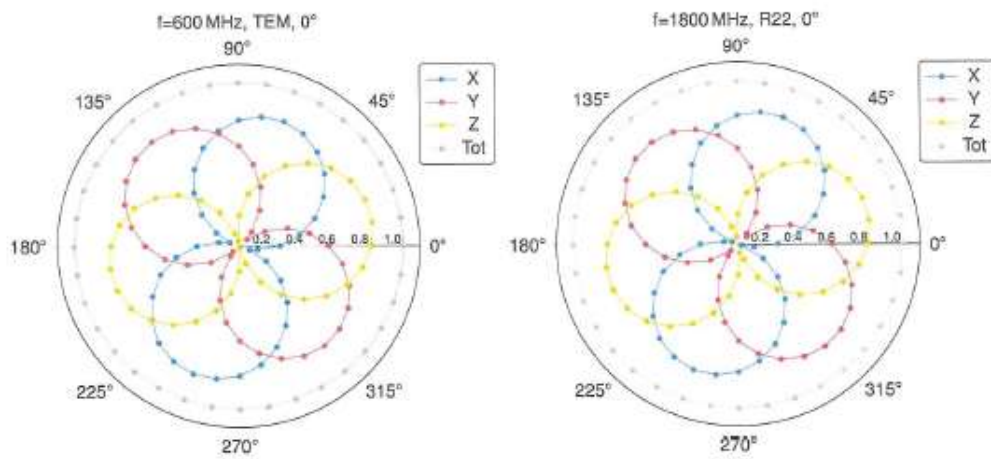 f=600 MHz, TEM, 0°
90°
135°
45°
180°
0.2 0.4 0.6 0.8 1.0
0°
225°
315°
270°
X
Y
Z
Tot
f=1800 MHz, R22, 0°
90°
135°
45°
180°
0.2 0.4 0.6 0.8 1.0
0°
225°
315°
270°
X
Y
Z
Tot